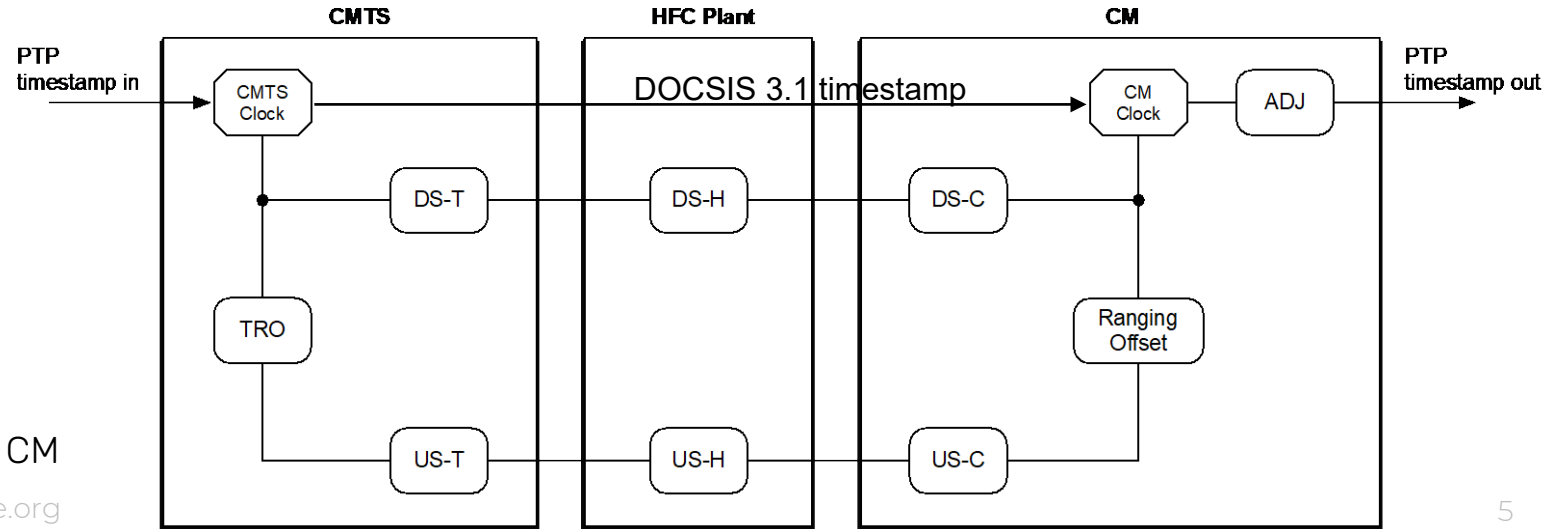 CMTS
HFC Plant
CM
PTP
timestamp in
CMTS
Clock
DOCSIS 3.1 timestamp
CM
Clock
ADJ
PTP
timestamp out
DS-T
DS-H
DS-C
TRO
Ranging
Offset
CM
US-T
US-H
US-C
e.org
5